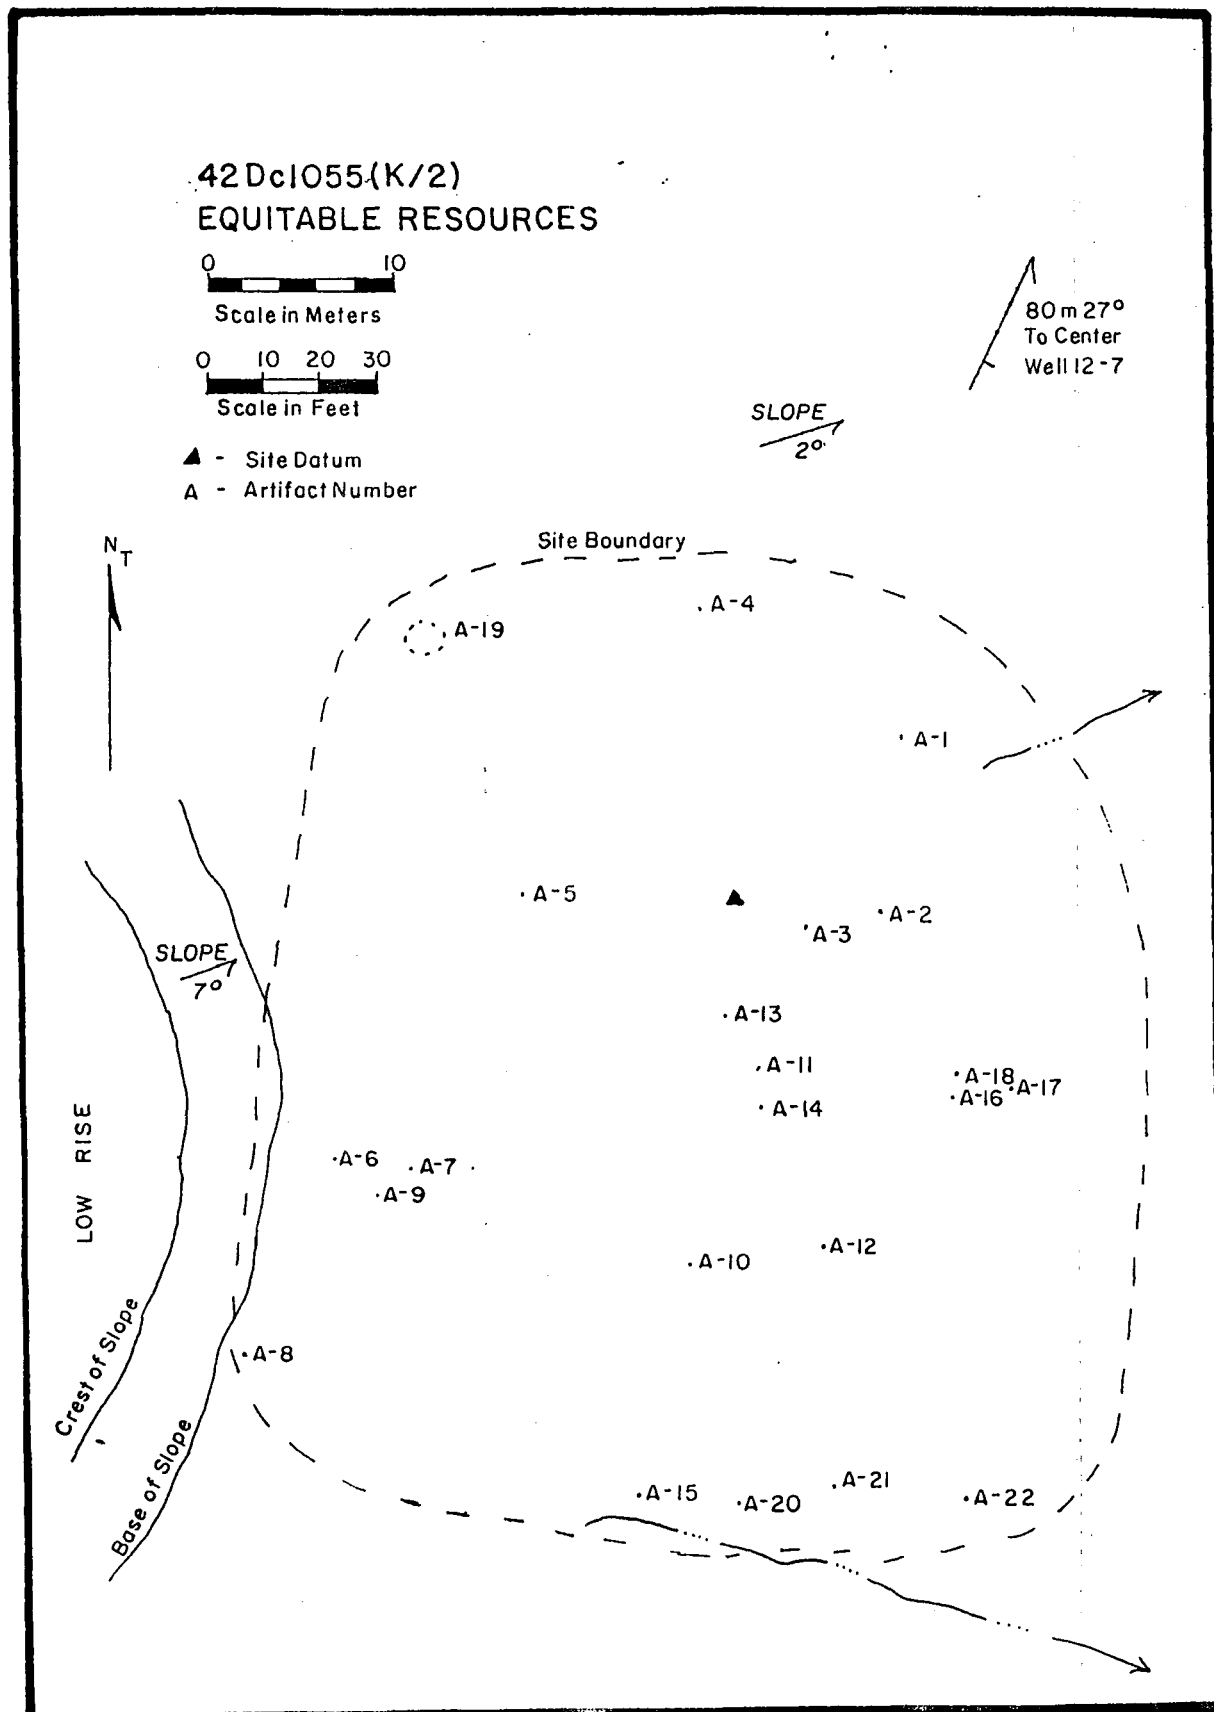 42Dc1055(K/2)
EQUITABLE RESOURCES
0 10
Scale in Meters
0 10 20 30
Scale in Feet
▲ - Site Datum
A - Artifact Number
80m 27°
To Center
Well 12-7
SLOPE
2°
N
T
Site Boundary
A-4
A-19
A-1
A-5
A-2
A-3
SLOPE
7°
A-13
A-11
A-18
A-17
A-16
A-14
LOW RISE
A-6
A-7
A-9
A-12
A-10
A-8
Crest of Slope
Base of Slope
A-15
A-20
A-21
A-22